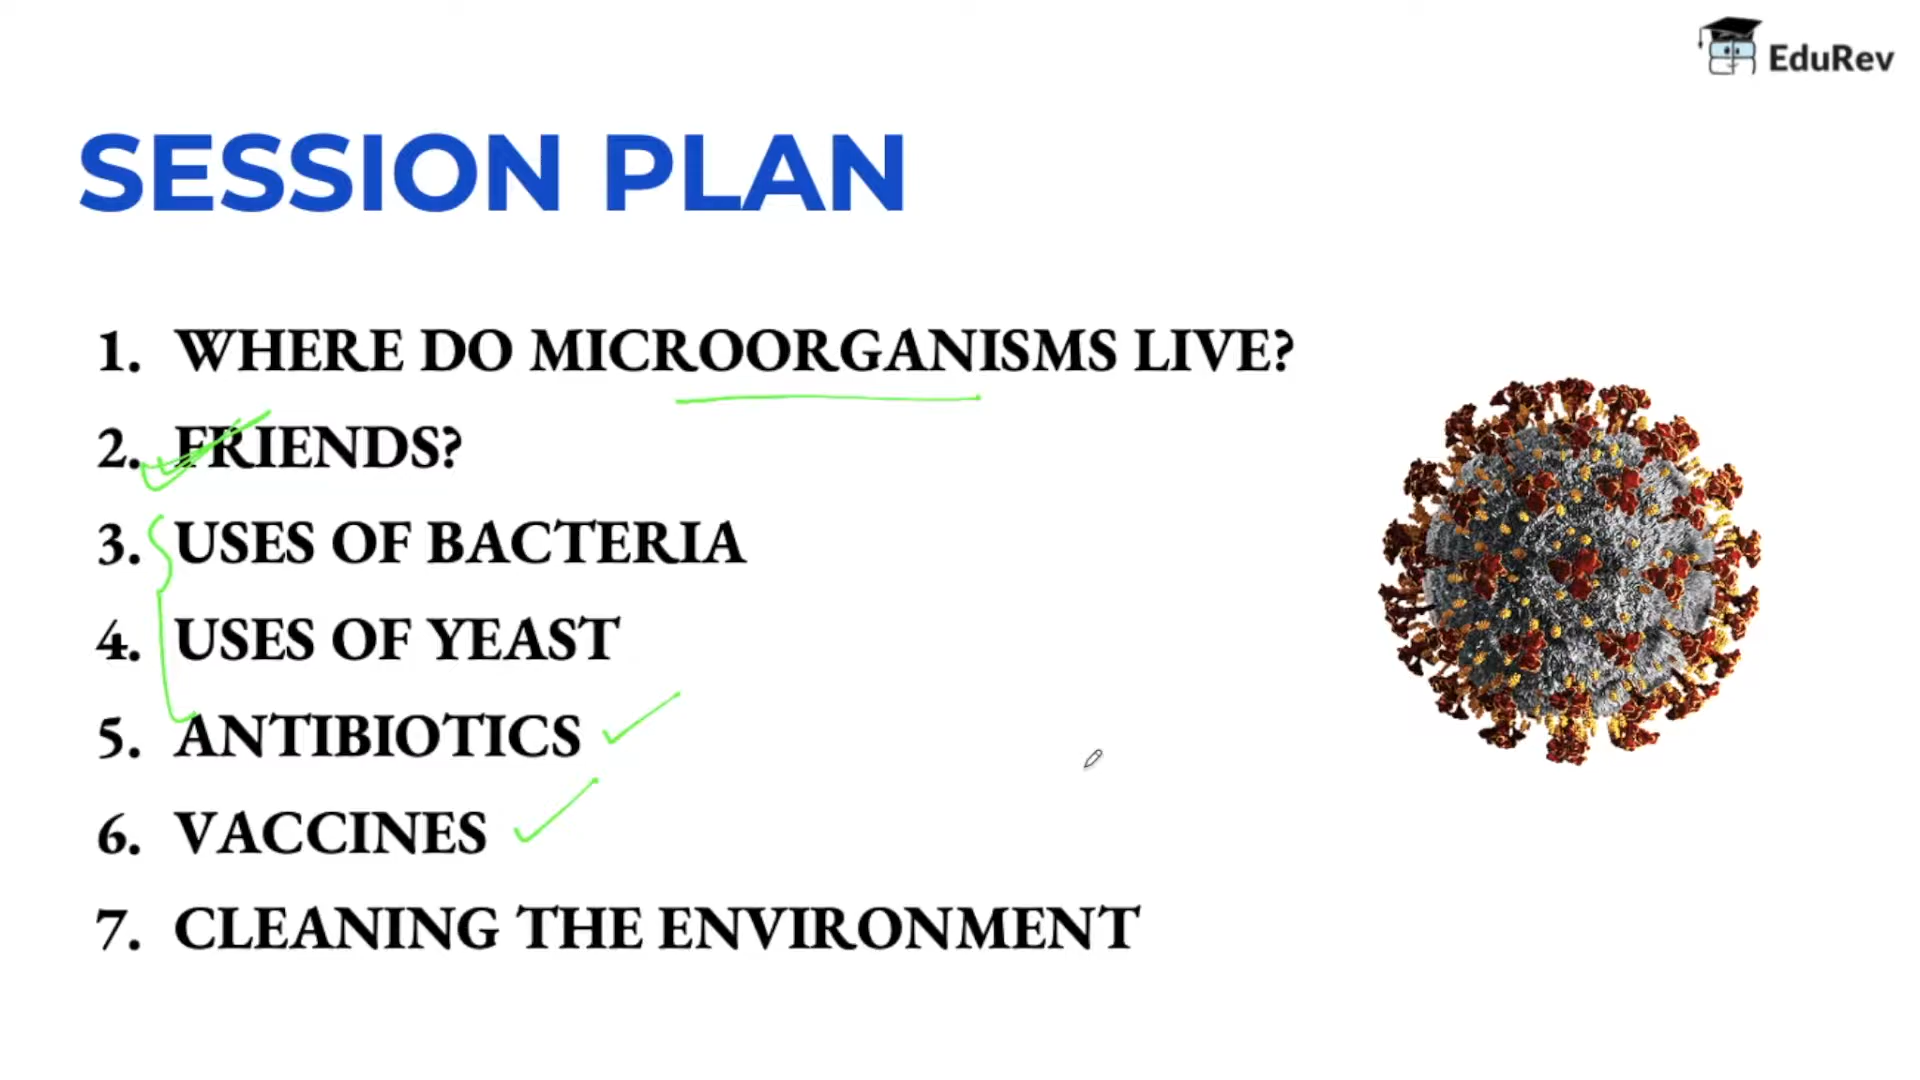 EduRev
SESSION PLAN
1. WHERE DO MICROORGANISMS LIVE?
2. FRIENDS?
3. USES OF BACTERIA
4. USES OF YEAST
5. ANTIBIOTICS
6. VACCINES
7. CLEANING THE ENVIRONMENT